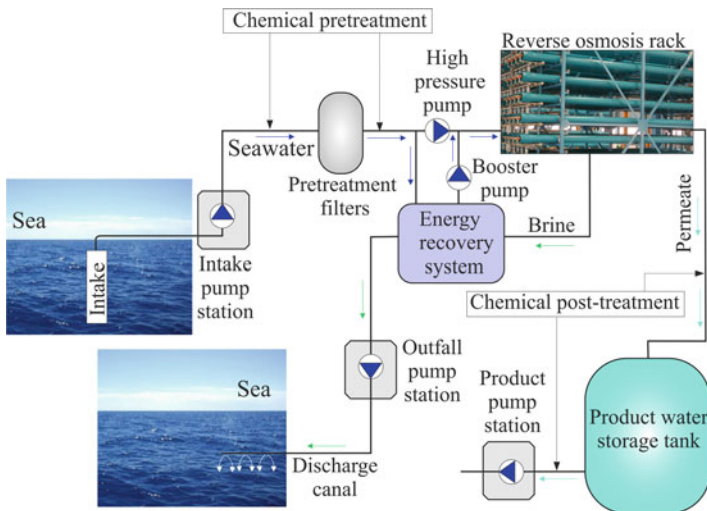 Chemical pretreatment
Reverse osmosis rack
High
pressure
pump
Seawater
Pretreatment
filters
Booster
pump
Sea
Intake
Intake
pump
station
Energy
recovery
system
Brine
Permeate
Chemical post-treatment
Outfall
pump
station
Sea
Discharge
canal
Product
pump
station
Product water
storage tank